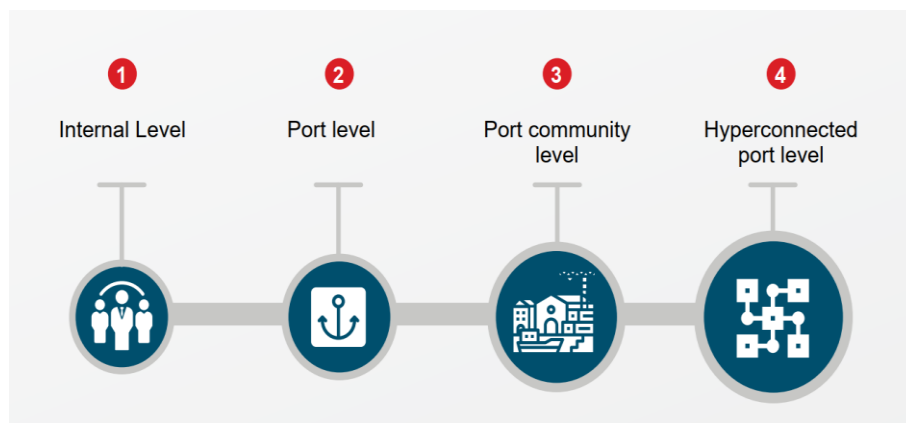 1
2
3
4
Internal Level
Port level
Port community
level
Hyperconnected
port level